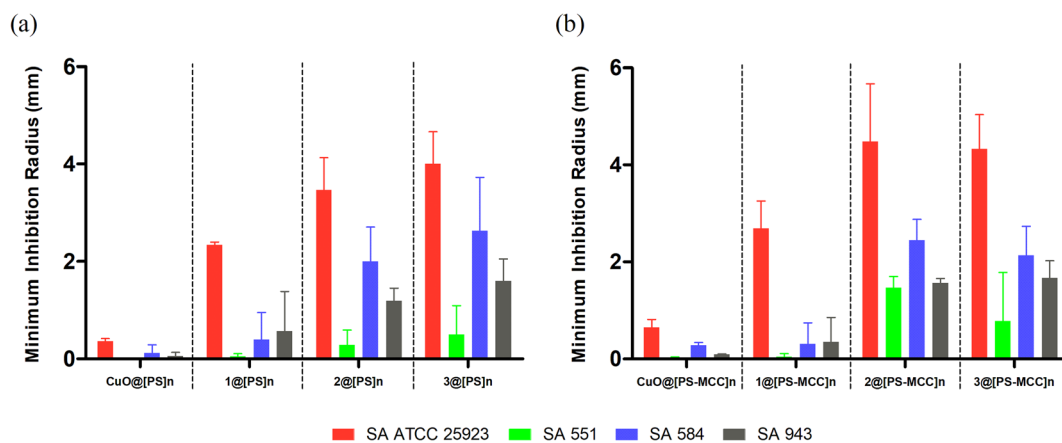 (a)
Minimum Inhibition Radius (mm)
6
4
2
0
CuO@[PS]n 1@[PS]n 2@[PS]n 3@[PS]n
(b)
Minimum Inhibition Radius (mm)
6
4
2
0
CuO@[PS-MCC]n 1@[PS-MCC]n 2@[PS-MCC]n 3@[PS-MCC]n
SA ATCC 25923 SA 551 SA 584 SA 943